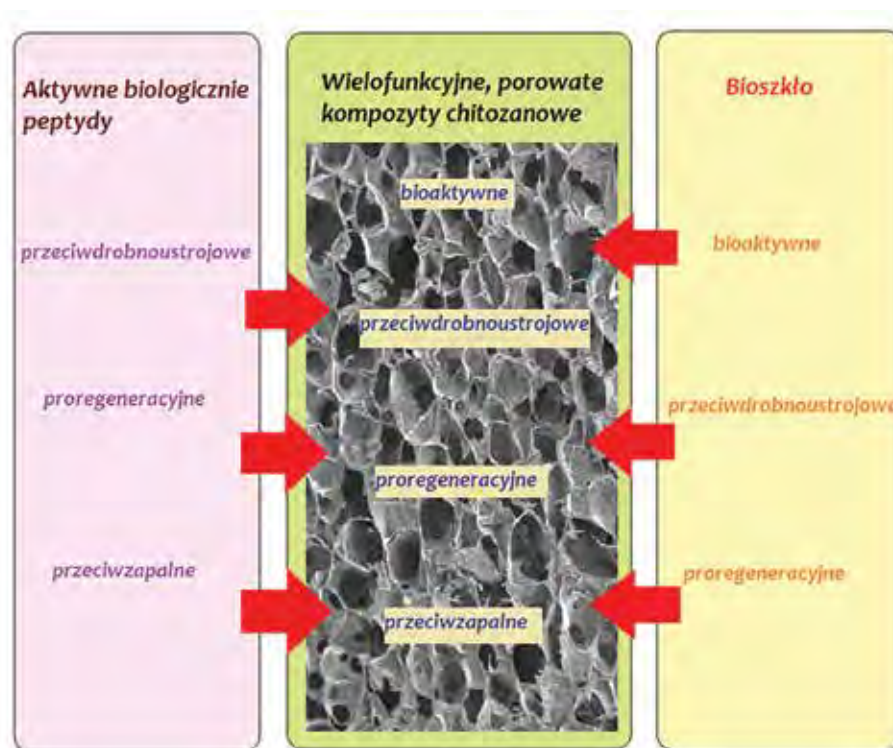 Aktywne biologicznie
peptydy
przeciwdrobnoustrojowe
proregeneracyjne
przeciwzapalne
Wielofunkcyjne, porowate
kompozyty chitozanowe
bioaktywne
przeciwdrobnoustrojowe
proregeneracyjne
przeciwzapalne
Bioszkło
bioaktywne
przeciwdrobnoustrojowe
proregeneracyjne